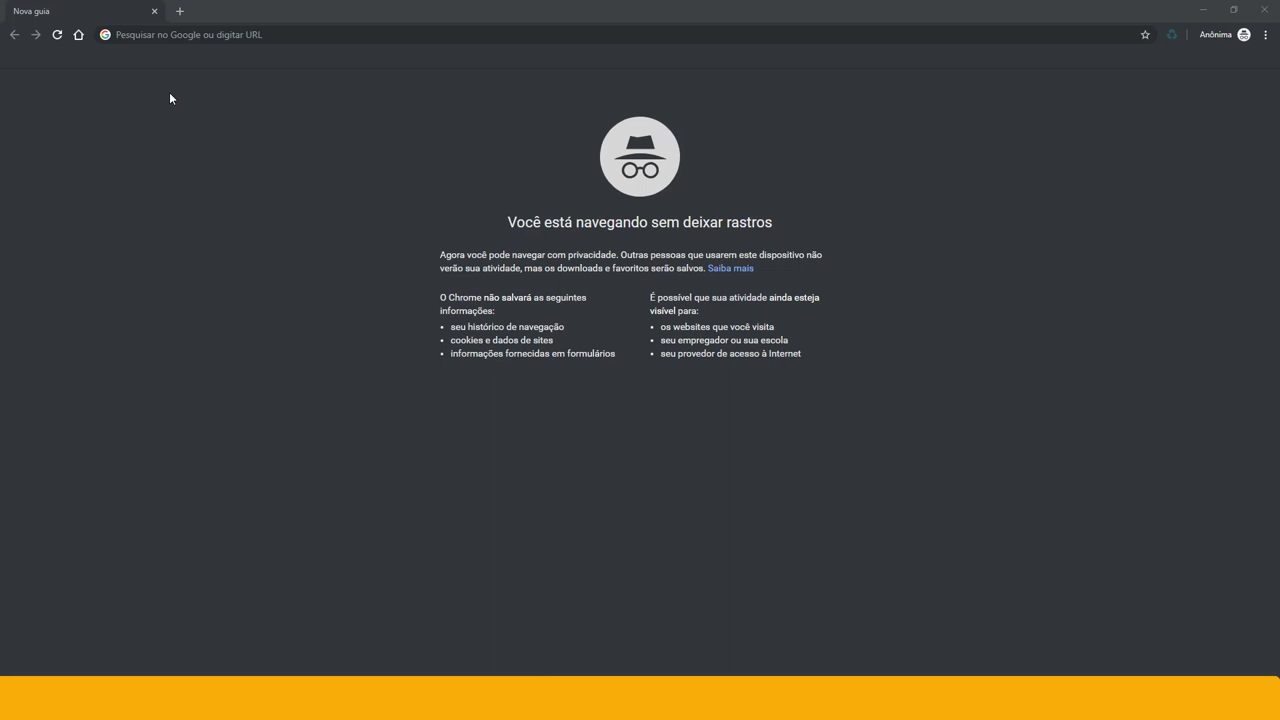 Nova guia
Pesquisar no Google ou digitar URL
Anônima
Você está navegando sem deixar rastros
Agora você pode navegar com privacidade. Outras pessoas que usarem este dispositivo não
verão sua atividade, mas os downloads e favoritos serão salvos. Saiba mais
O Chrome não salvará as seguintes
informações:
• seu histórico de navegação
• cookies e dados de sites
• informações fornecidas em formulários
É possível que sua atividade ainda esteja
visível para:
• os websites que você visita
• seu empregador ou sua escola
• seu provedor de acesso à Internet